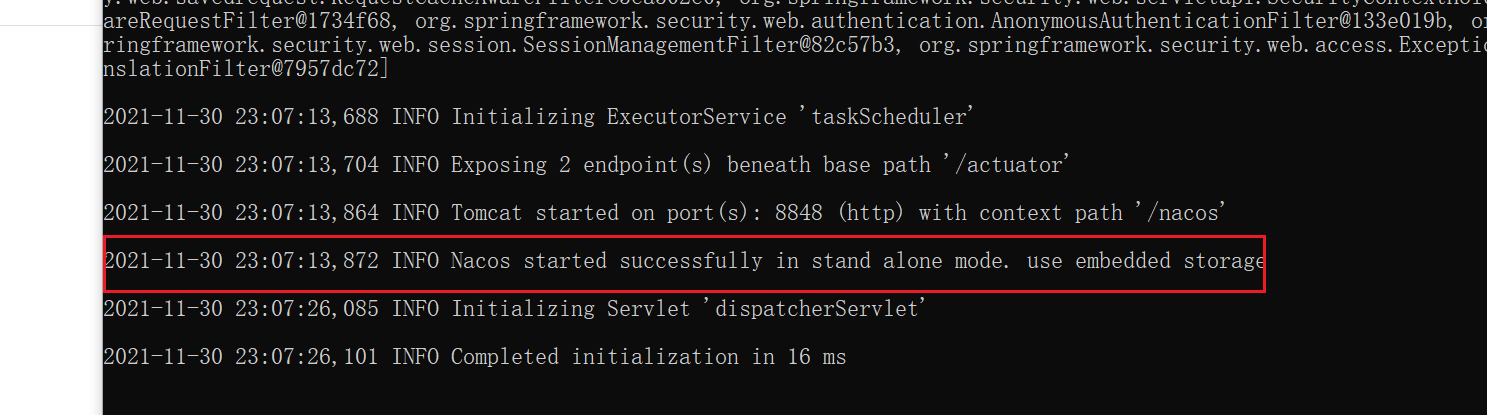 areRequestFilter@1734f68, org.springframework.security.web.authentication.AnonymousAuthenticationFilter@133e019b, o
ringframework.security.web.session.SessionManagementFilter@82c57b3, org.springframework.security.web.access.Excepti
nslationFilter@7957dc72]
2021-11-30 23:07:13,688 INFO Initializing ExecutorService 'taskScheduler'
2021-11-30 23:07:13,704 INFO Exposing 2 endpoint(s) beneath base path '/actuator'
2021-11-30 23:07:13,864 INFO Tomcat started on port(s): 8848 (http) with context path '/nacos'
2021-11-30 23:07:13,872 INFO Nacos started successfully in stand alone mode. use embedded storage
2021-11-30 23:07:26,085 INFO Initializing Servlet 'dispatcherServlet'
2021-11-30 23:07:26,101 INFO Completed initialization in 16 ms